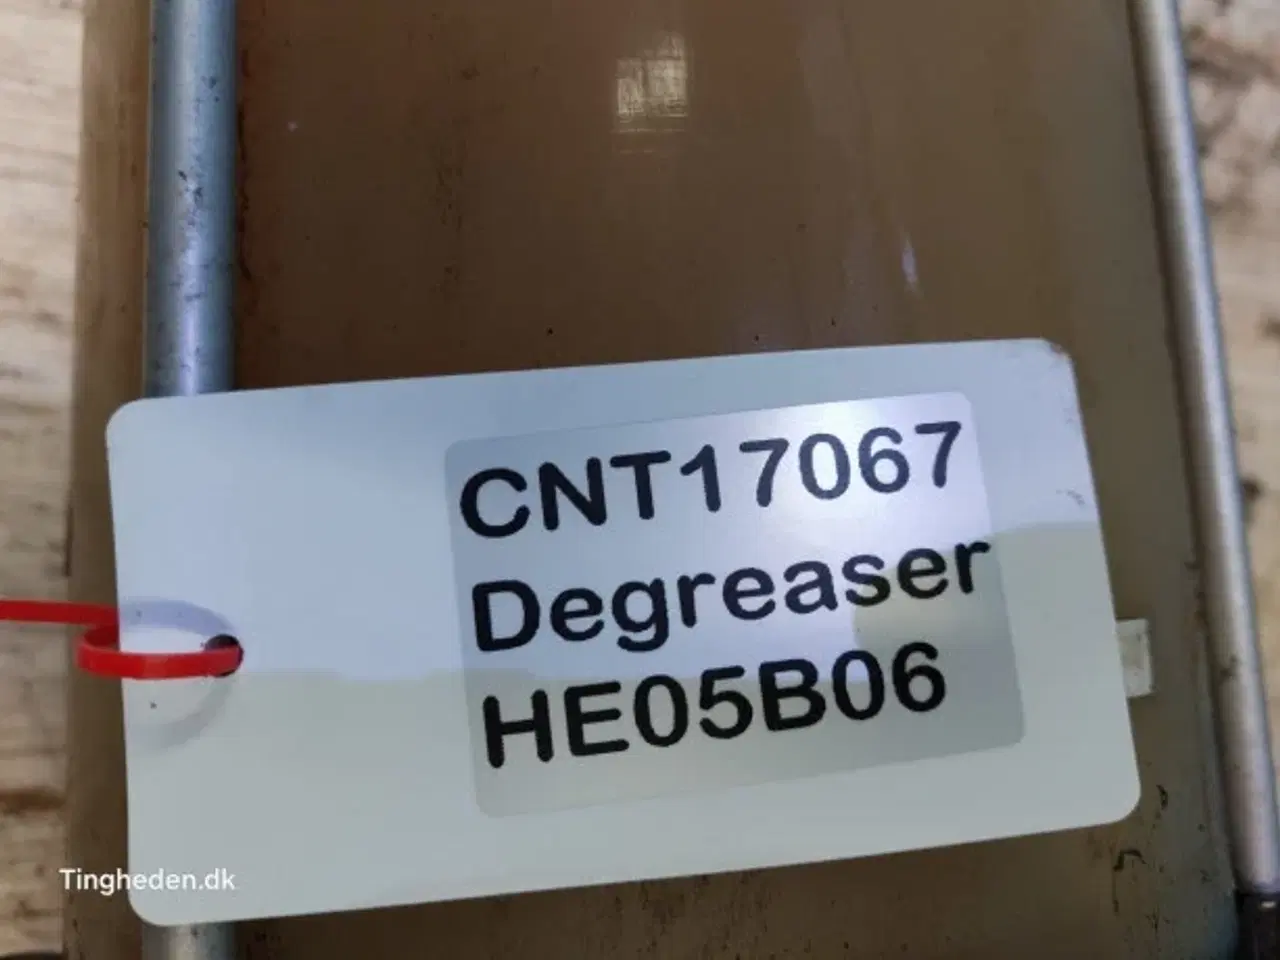 CNT17067
Degreaser
HE05B06
Tingheden.dk